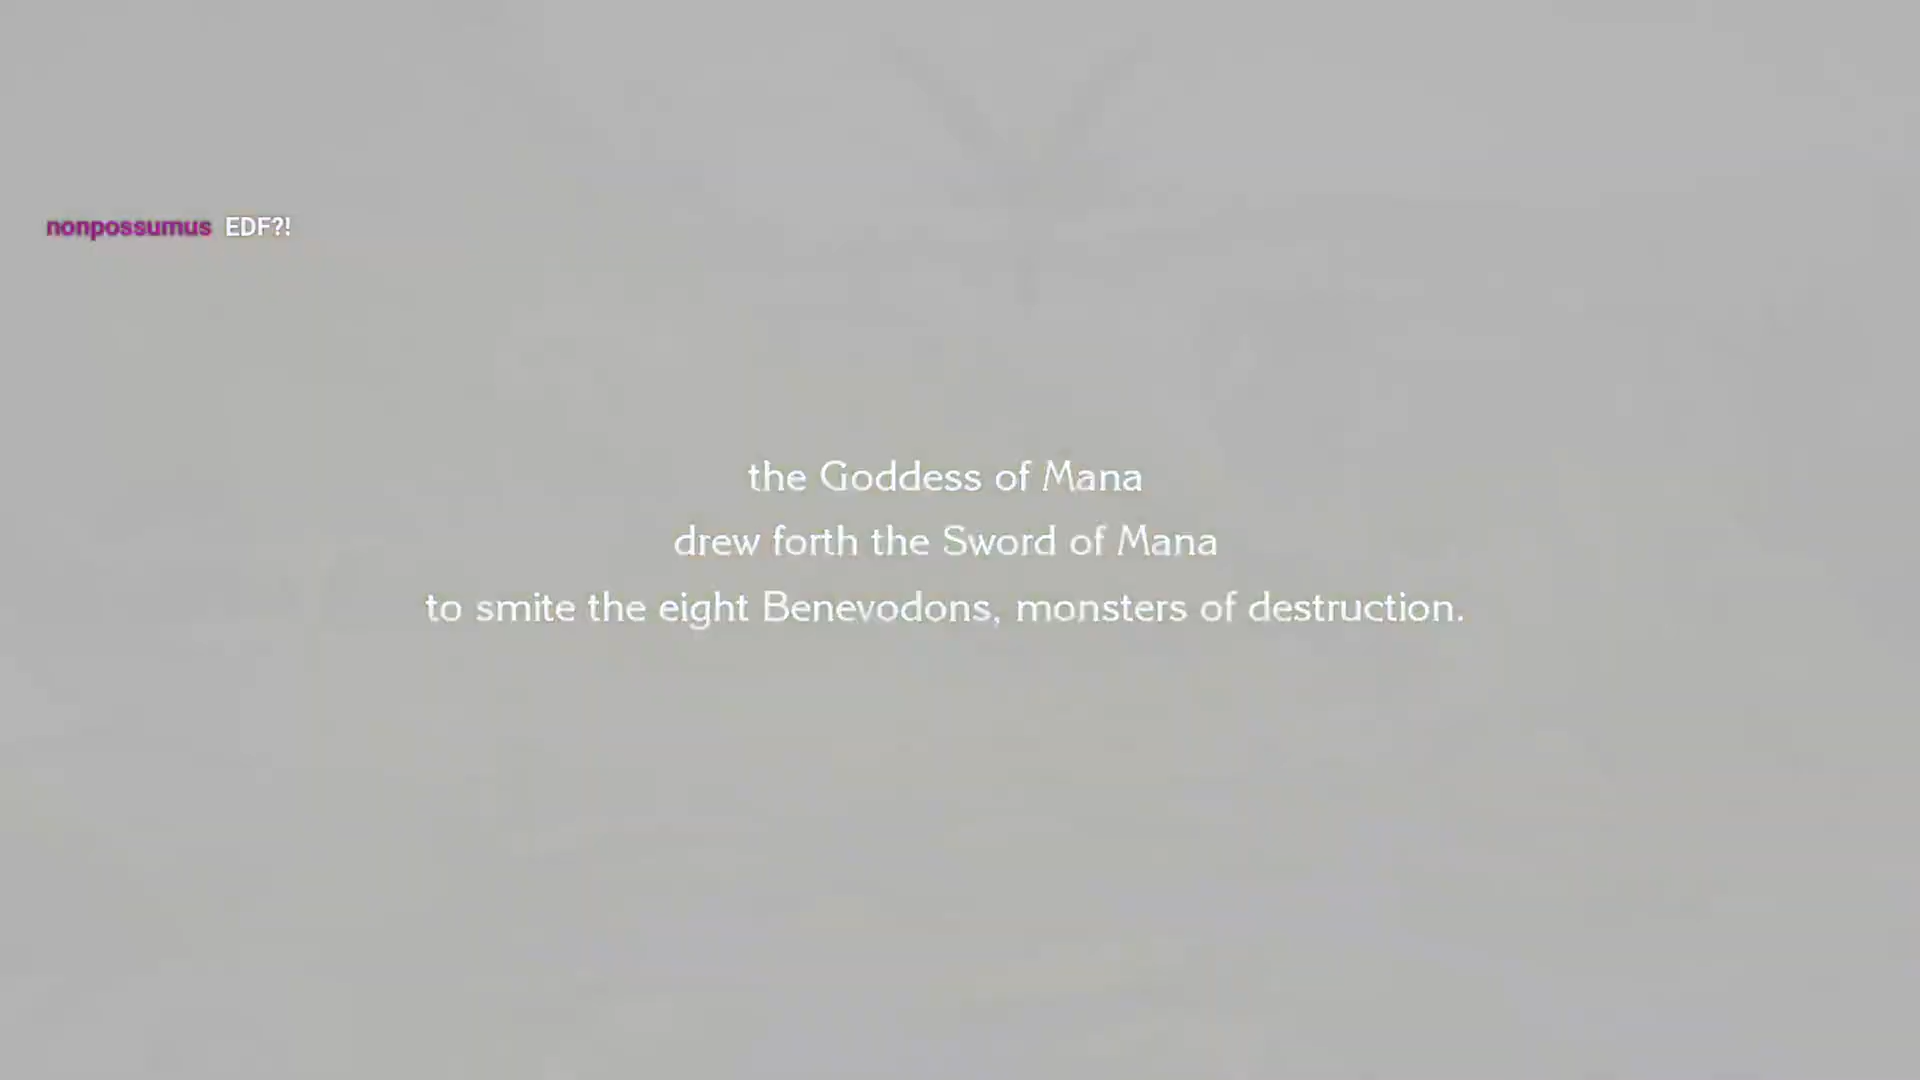 nonpossumus EDF?!
the Goddess of Mana
drew forth the Sword of Mana
to smite the eight Benevodons, monsters of destruction.